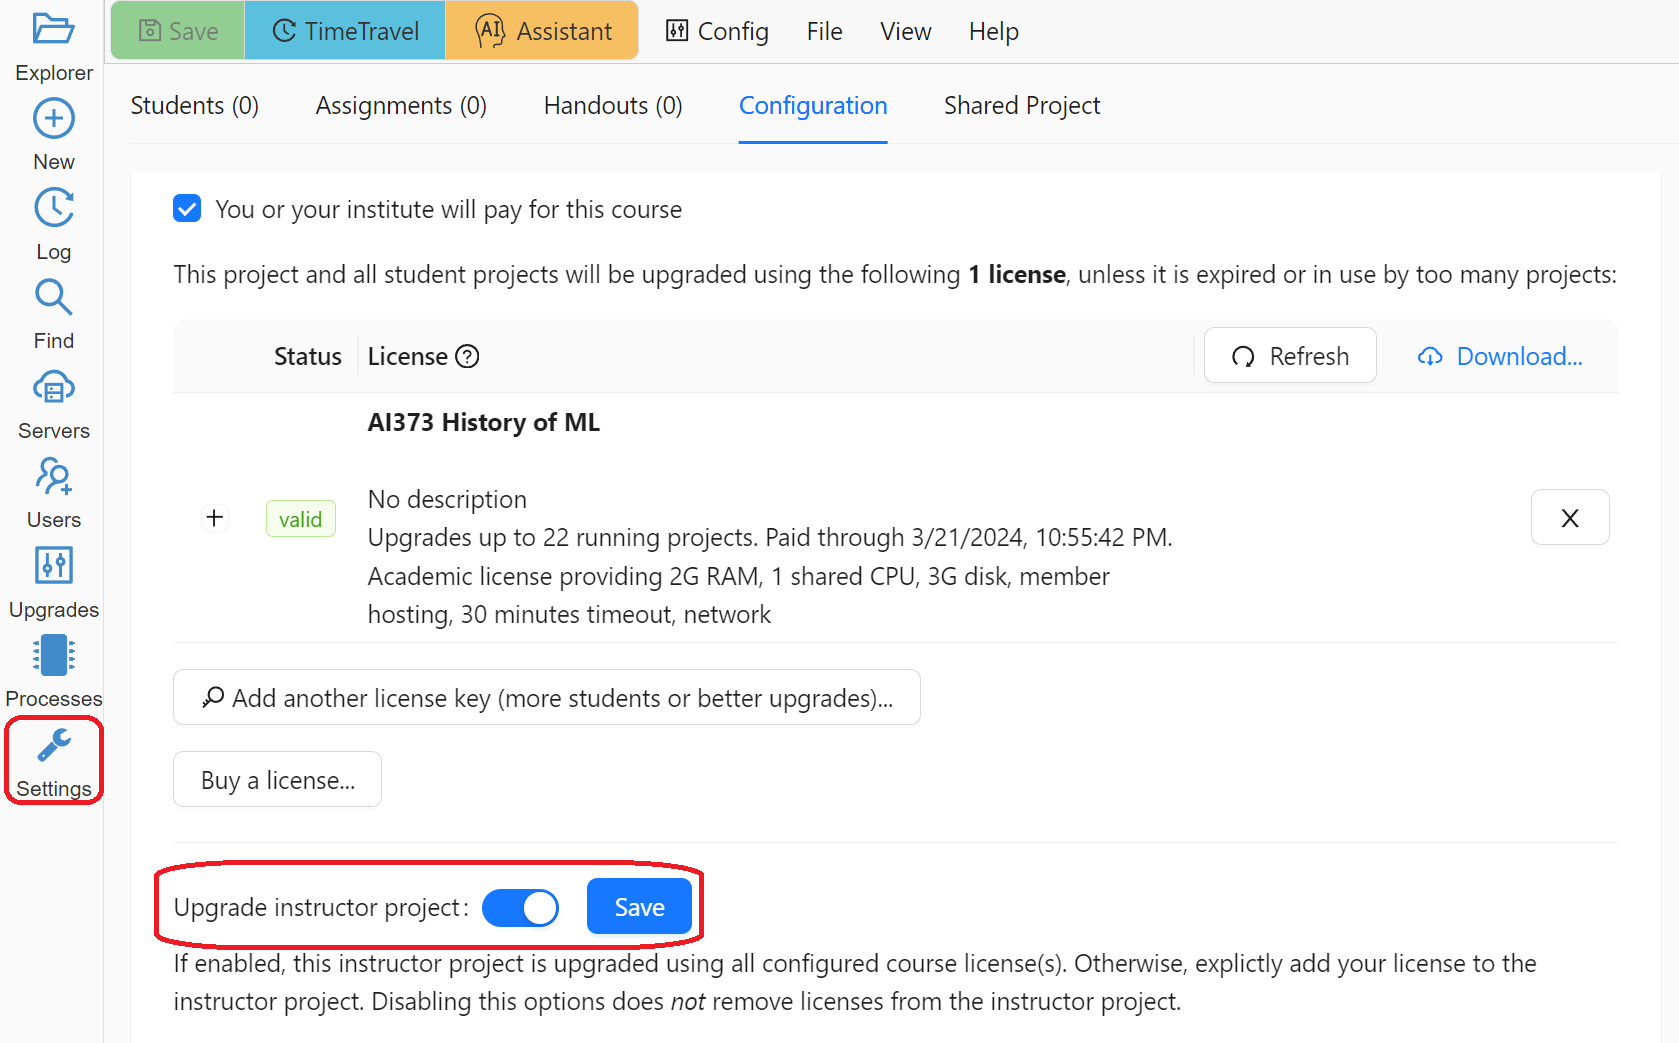 Save
TimeTravel
AI Assistant
Config
File
View
Help
Explorer
New
Log
Find
Servers
Users
Upgrades
Processes
Settings
Students (0)
Assignments (0)
Handouts (0)
Configuration
Shared Project
You or your institute will pay for this course
This project and all student projects will be upgraded using the following 1 license, unless it is expired or in use by too many projects:
Status
License
Refresh
Download...
AI373 History of ML
valid
No description
Upgrades up to 22 running projects. Paid through 3/21/2024, 10:55:42 PM.
Academic license providing 2G RAM, 1 shared CPU, 3G disk, member
hosting, 30 minutes timeout, network
X
Add another license key (more students or better upgrades)...
Buy a license...
Upgrade instructor project:
Save
If enabled, this instructor project is upgraded using all configured course license(s). Otherwise, explictly add your license to the
instructor project. Disabling this options does not remove licenses from the instructor project.